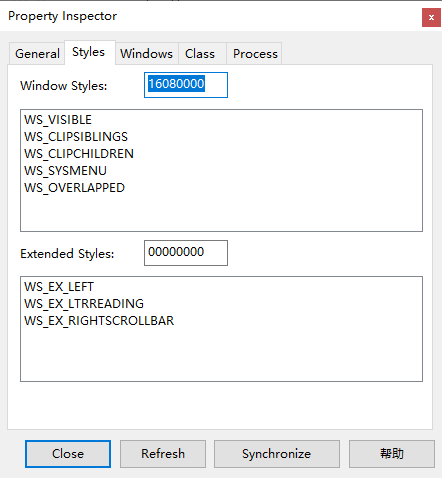 Property Inspector
x
General Styles Windows Class Process
Window Styles: 16080000
WS_VISIBLE
WS_CLIPSIBLINGS
WS_CLIPCHILDREN
WS_SYSMENU
WS_OVERLAPPED
Extended Styles: 00000000
WS_EX_LEFT
WS_EX_LTRREADING
WS_EX_RIGHTSCROLLBAR
Close Refresh Synchronize 帮助